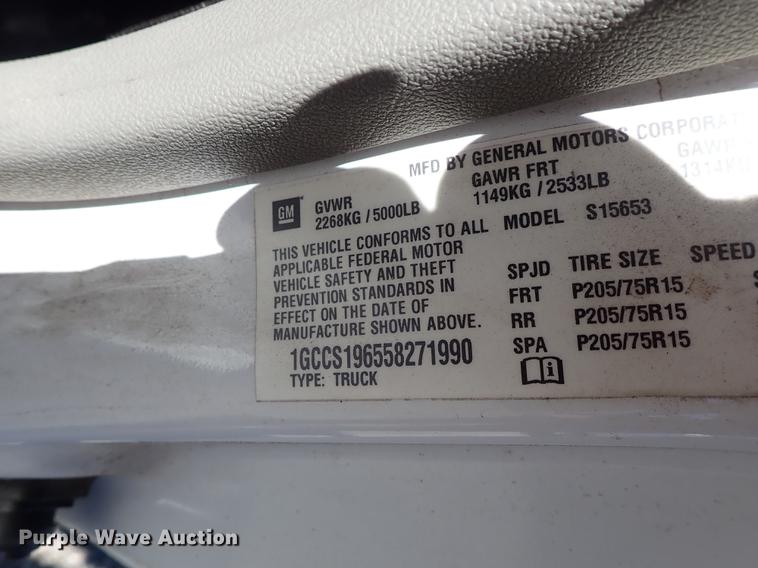 MFD BY GENERAL MOTORS CORPORATI
GM
GVWR
2268KG / 5000LB
GAWR FRT
1149KG / 2533LB
GAWR
1314KG
THIS VEHICLE CONFORMS TO ALL
APPLICABLE FEDERAL MOTOR
VEHICLE SAFETY AND THEFT
PREVENTION STANDARDS IN
EFFECT ON THE DATE OF
MANUFACTURE SHOWN ABOVE.
1GCCS196558271990
TYPE: TRUCK
MODEL S15653
SPJD TIRE SIZE SPEED
FRT P205/75R15 S
RR P205/75R15
SPA P205/75R15
Purple Wave Auction